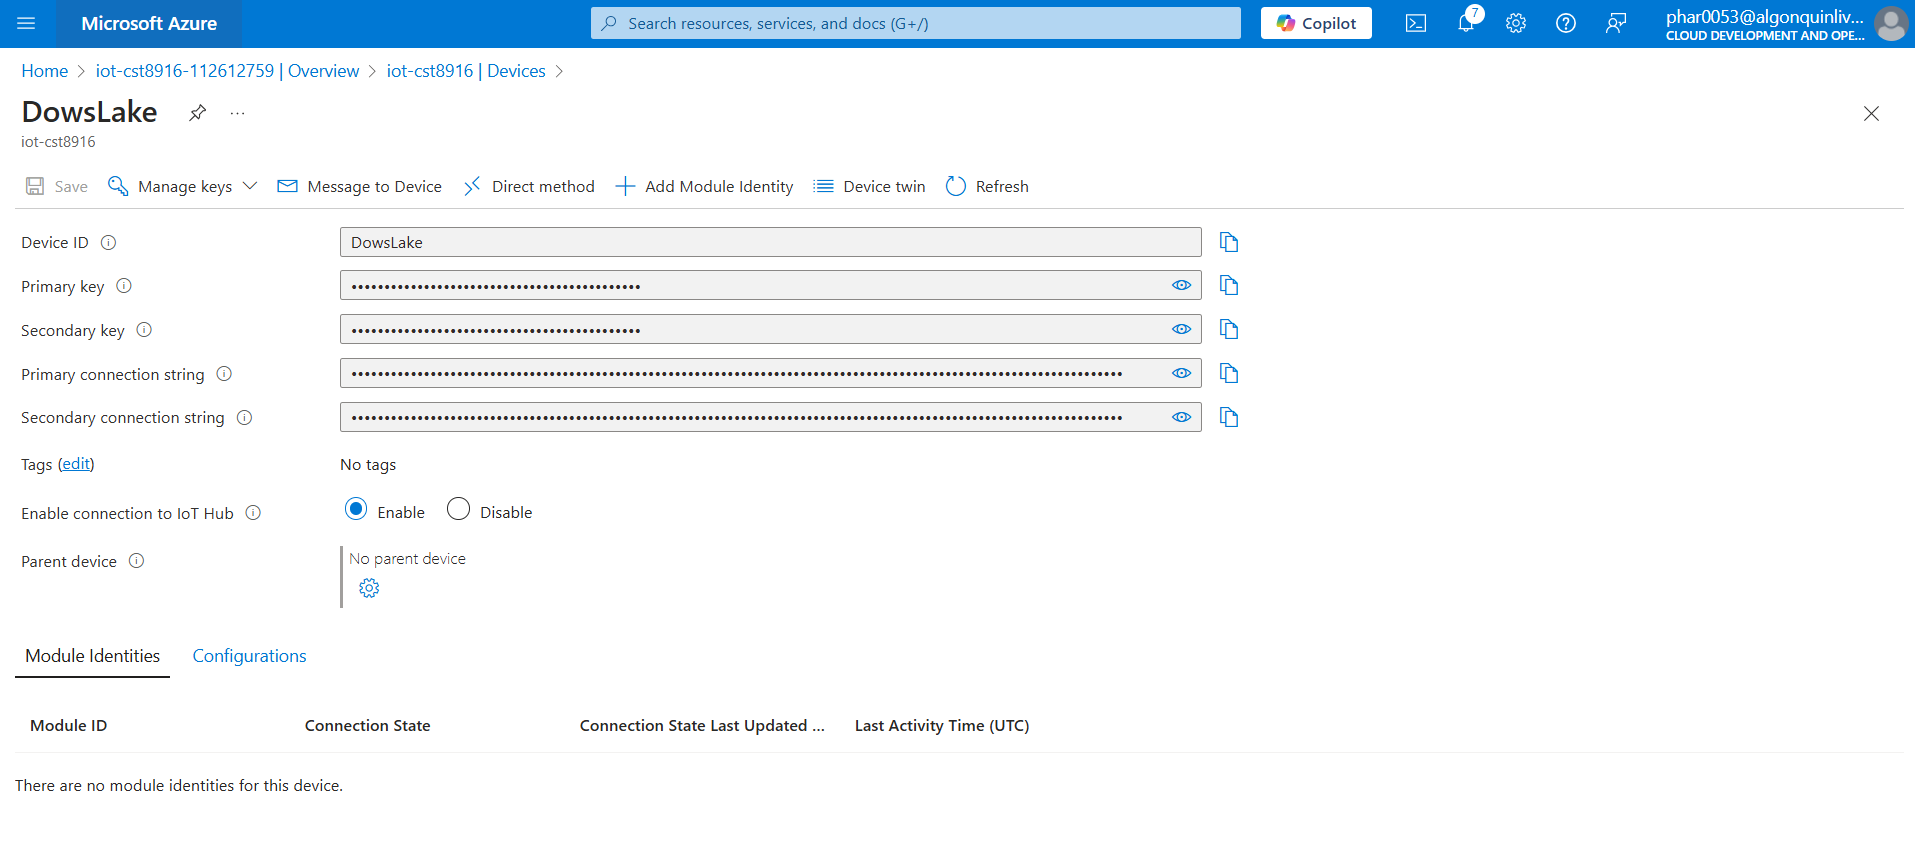 Microsoft Azure
Search resources, services, and docs (G+/)
Copilot
7
phar0053@algonquinliv...
CLOUD DEVELOPMENT AND OPE...
Home > iot-cst8916-112612759 | Overview > iot-cst8916 | Devices >
DowsLake
iot-cst8916
Save Manage keys Message to Device Direct method Add Module Identity Device twin Refresh
Device ID DowsLake
Primary key ••••••••••••••••••••••••••••••••••••••••••••
Secondary key ••••••••••••••••••••••••••••••••••••••••••••
Primary connection string •••••••••••••••••••••••••••••••••••••••••••••••••••••••••••••••••••••••••••••••••••••••••••••••••••••••••••••••••••••
Secondary connection string •••••••••••••••••••••••••••••••••••••••••••••••••••••••••••••••••••••••••••••••••••••••••••••••••••••••••••••••••••••
Tags (edit) No tags
Enable connection to IoT Hub Enable Disable
Parent device No parent device
Module Identities Configurations
Module ID Connection State Connection State Last Updated ... Last Activity Time (UTC)
There are no module identities for this device.